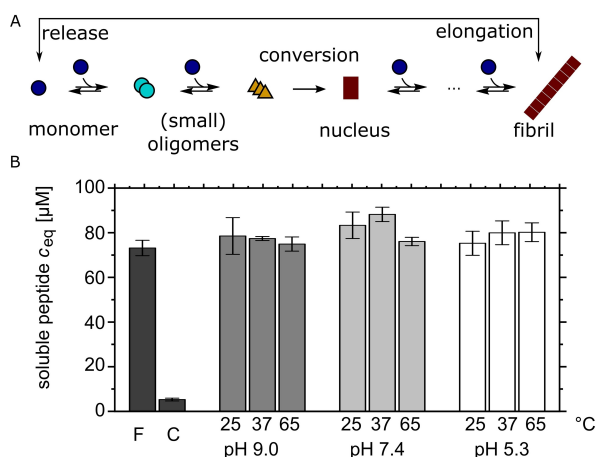 A
release
elongation
conversion
monomer
(small)
oligomers
nucleus
...
fibril
B
soluble peptide ceq [µM]
100
80
60
40
20
0
F C
25 37 65 25 37 65 25 37 65 °C
pH 9.0 pH 7.4 pH 5.3